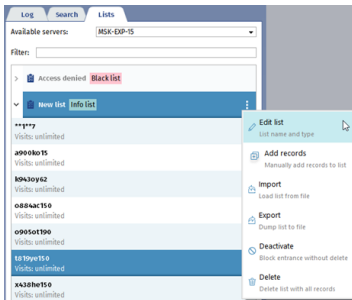 Log Search Lists
Available servers: MSK-EXP-15
Filter:
Access denied Black list
New list Info list
**1**7
Visits: unlimited
a900ko15
Visits: unlimited
k943oy62
Visits: unlimited
o884ac150
Visits: unlimited
o905ot190
Visits: unlimited
t819ye150
Visits: unlimited
x438he150
Visits: unlimited
Edit list
List name and type
Add records
Manually add records to list
Import
Load list from file
Export
Dump list to file
Deactivate
Block entrance without delete
Delete
Delete list with all records